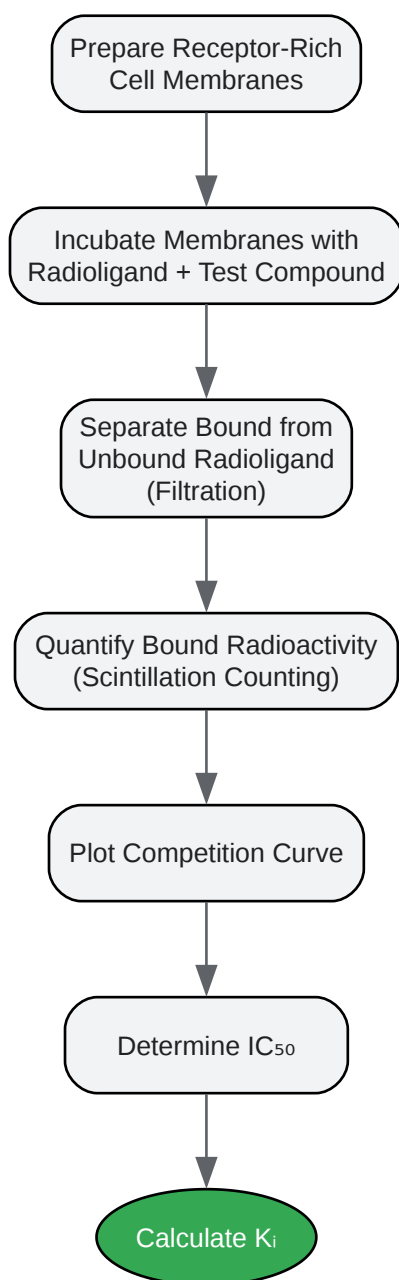 Prepare Receptor-Rich
Cell Membranes
Incubate Membranes with
Radioligand + Test Compound
Separate Bound from
Unbound Radioligand
(Filtration)
Quantify Bound Radioactivity
(Scintillation Counting)
Plot Competition Curve
Determine IC₅₀
Calculate Kᵢ